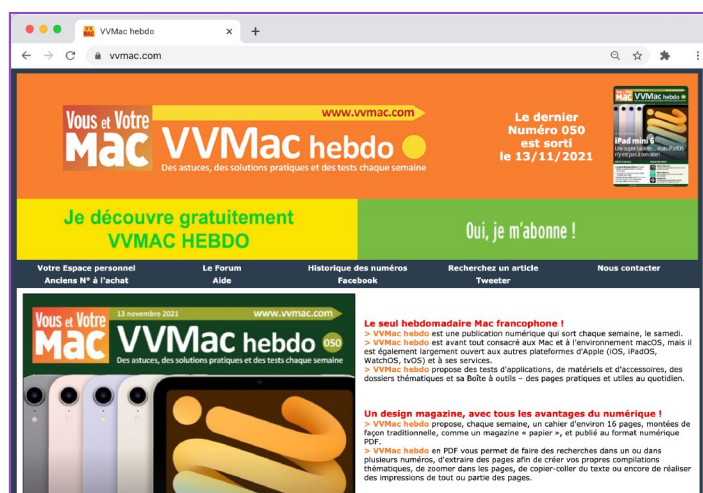 VVMac hebdo
vvmac.com
Vous et Votre
Mac
www.vvmac.com
VVMac hebdo
Des astuces, des solutions pratiques et des tests chaque semaine
Le dernier
Numéro 050
est sorti
le 13/11/2021
Mac VVMac hebdo
iPad mini 6
Je découvre gratuitement
VVMAC HEBDO
Oui, je m'abonne !
Votre Espace personnel Le Forum Historique des numéros Recherchez un article Nous contacter
Anciens N° à l'achat Aide Facebook Tweeter
Vous et Votre
Mac
13 novembre 2021
www.vvmac.com
VVMac hebdo 050
Des astuces, des solutions pratiques et des tests chaque semaine
Le seul hebdomadaire Mac francophone !
> VVMac hebdo est une publication numérique qui sort chaque semaine, le samedi.
> VVMac hebdo est avant tout consacré aux Mac et à l'environnement macOS, mais il
est également largement ouvert aux autres plateformes d'Apple (iOS, iPadOS,
WatchOS, tvOS) et à ses services.
> VVMac hebdo propose des tests d'applications, de matériels et d'accessoires, des
dossiers thématiques et sa Boîte à outils – des pages pratiques et utiles au quotidien.
Un design magazine, avec tous les avantages du numérique !
> VVMac hebdo propose, chaque semaine, un cahier d'environ 16 pages, montées de
façon traditionnelle, comme un magazine « papier », et publié au format numérique
PDF.
> VVMac hebdo en PDF vous permet de faire des recherches dans un ou dans
plusieurs numéros, d'extraire des pages afin de créer vos propres compilations
thématiques, de zoomer dans les pages, de copier-coller du texte ou encore de réaliser
des impressions de tout ou partie des pages.